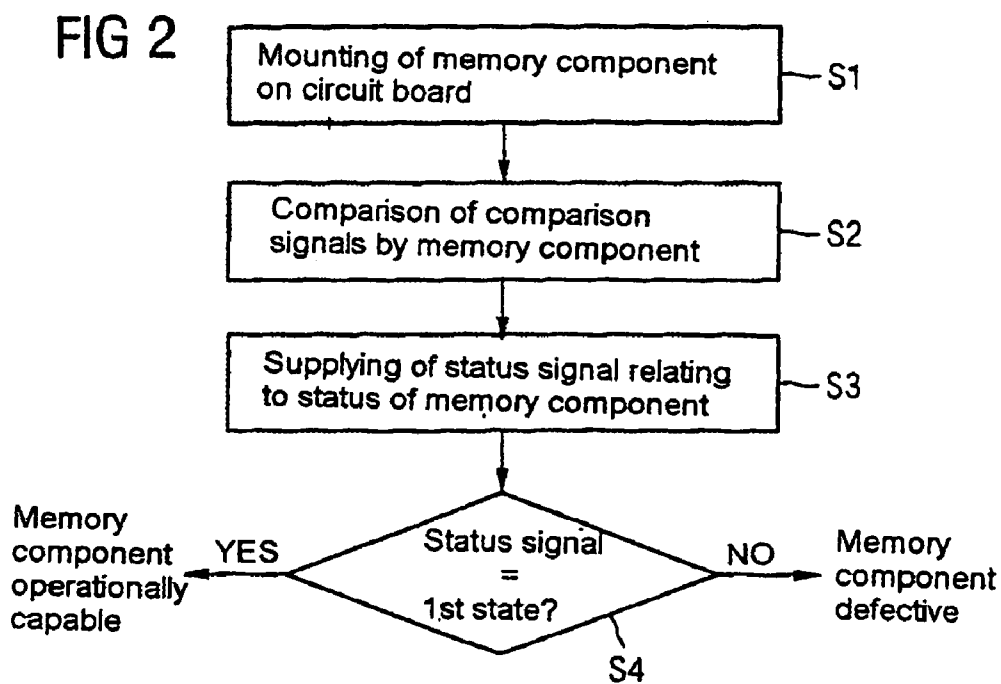 FIG 2
Mounting of memory component
on circuit board
S1
Comparison of comparison
signals by memory component
S2
Supplying of status signal relating
to status of memory component
S3
Memory
component
operationally
capable
YES
Status signal
=
1st state?
NO
Memory
component
defective
S4